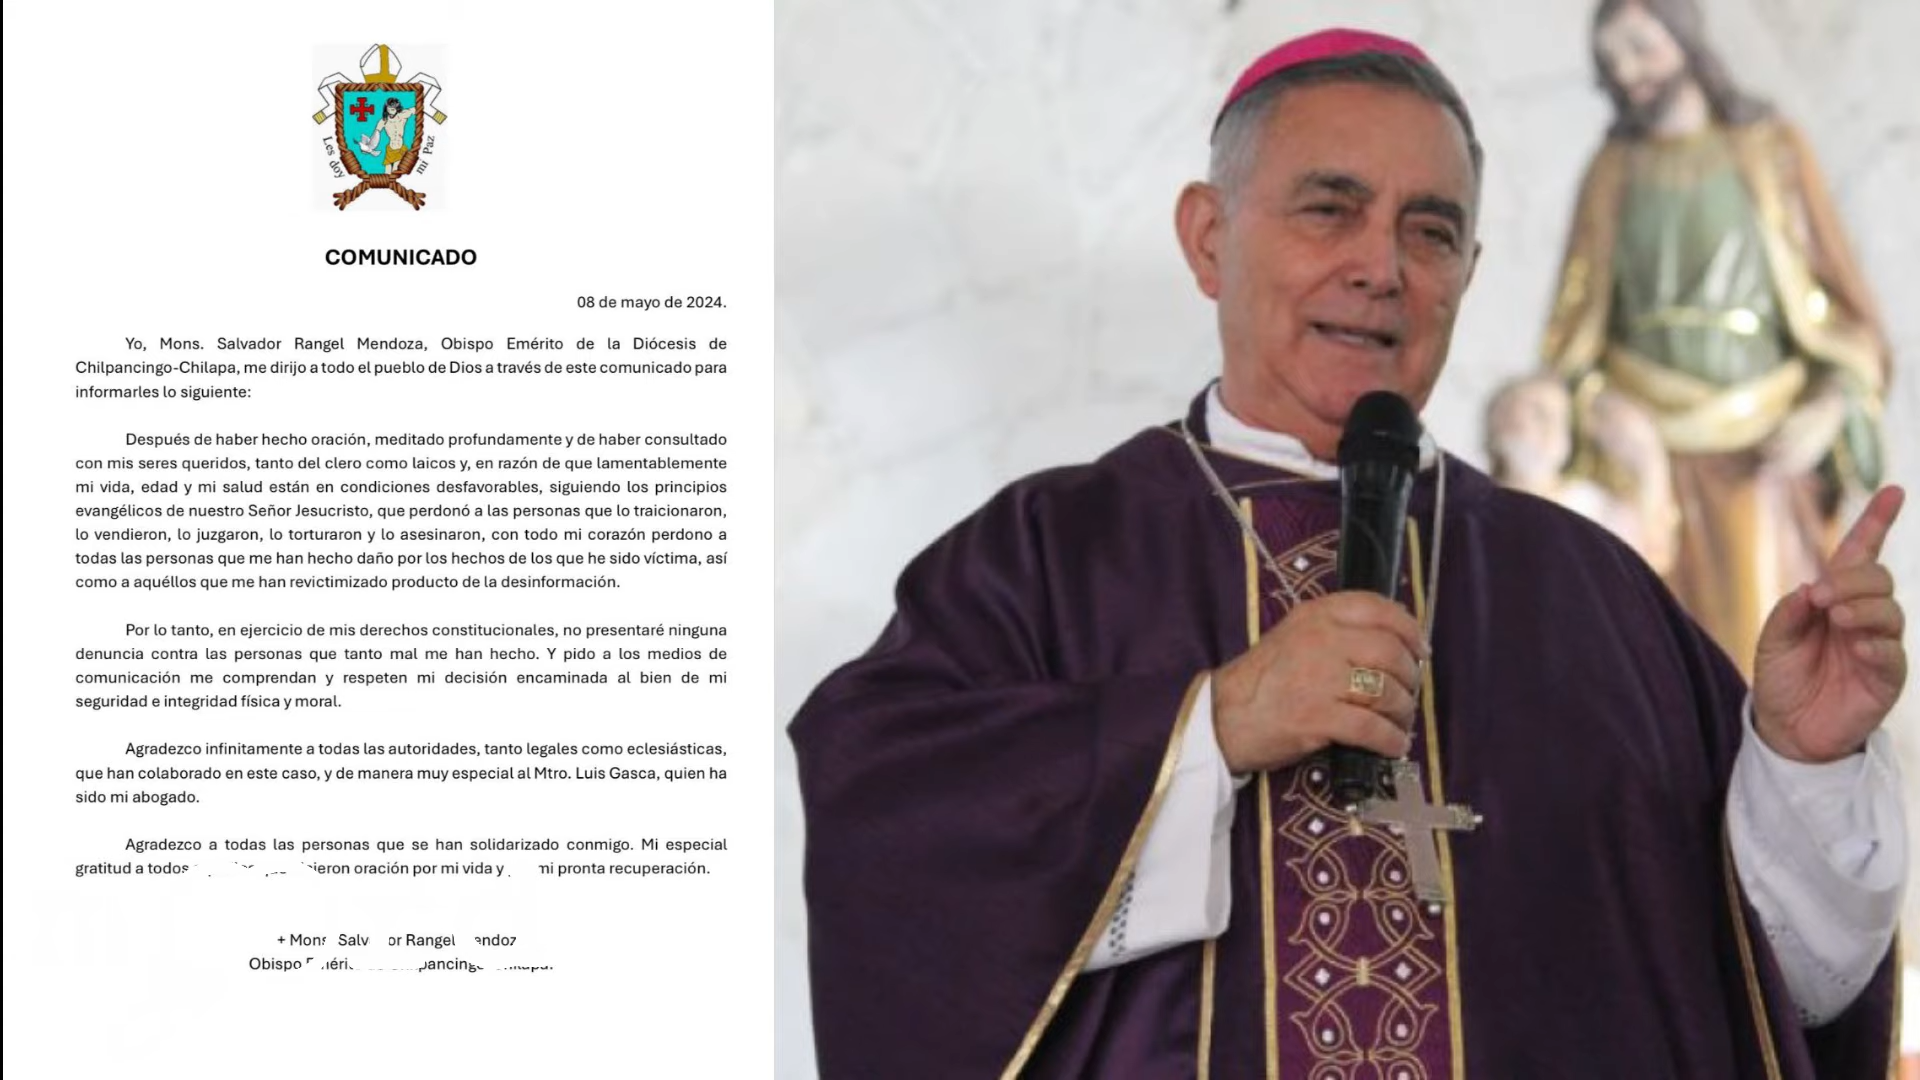 Les doy mi Paz
COMUNICADO
08 de mayo de 2024.
Yo, Mons. Salvador Rangel Mendoza, Obispo Emérito de la Diócesis de
Chilpancingo-Chilapa, me dirijo a todo el pueblo de Dios a través de este comunicado para
informarles lo siguiente:
Después de haber hecho oración, meditado profundamente y de haber consultado
con mis seres queridos, tanto del clero como laicos y, en razón de que lamentablemente
mi vida, edad y mi salud están en condiciones desfavorables, siguiendo los principios
evangélicos de nuestro Señor Jesucristo, que perdonó a las personas que lo traicionaron,
lo vendieron, lo juzgaron, lo torturaron y lo asesinaron, con todo mi corazón perdono a
todas las personas que me han hecho daño por los hechos de los que he sido víctima, así
como a aquéllos que me han revictimizado producto de la desinformación.
Por lo tanto, en ejercicio de mis derechos constitucionales, no presentaré ninguna
denuncia contra las personas que tanto mal me han hecho. Y pido a los medios de
comunicación me comprendan y respeten mi decisión encaminada al bien de mi
seguridad e integridad física y moral.
Agradezco infinitamente a todas las autoridades, tanto legales como eclesiásticas,
que han colaborado en este caso, y de manera muy especial al Mtro. Luis Gasca, quien ha
sido mi abogado.
Agradezco a todas las personas que se han solidarizado conmigo. Mi especial
gratitud a todos oración por mi vida y mi pronta recuperación.
+ Mons Salvador Rangel Mendoza
Obispo Emérito Chilpancingo-Chilapa.